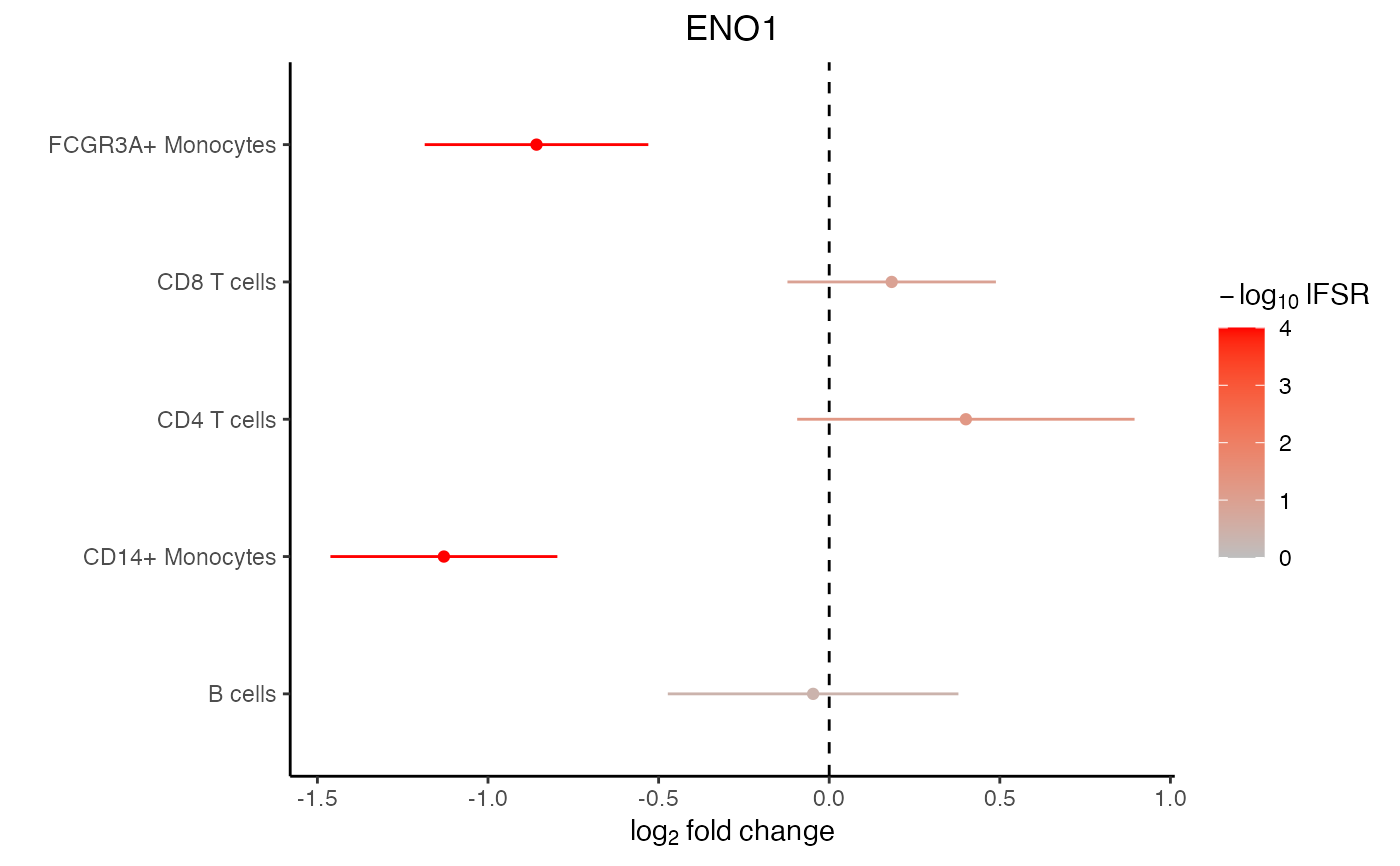 ENO1
FCGR3A+ Monocytes
CD8 T cells
CD4 T cells
CD14+ Monocytes
B cells
-1.5 -1.0 -0.5 0.0 0.5 1.0
log₂ fold change
−log₁₀ lFSR
4
3
2
1
0